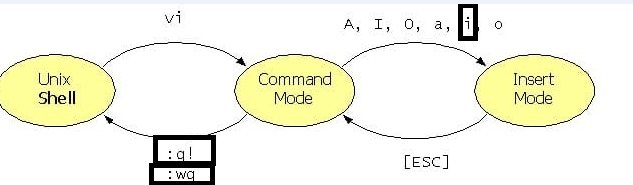 vi
A, I, O, a, i, o
Unix
Shell
Command
Mode
Insert
Mode
:q!
:wq
[ESC]